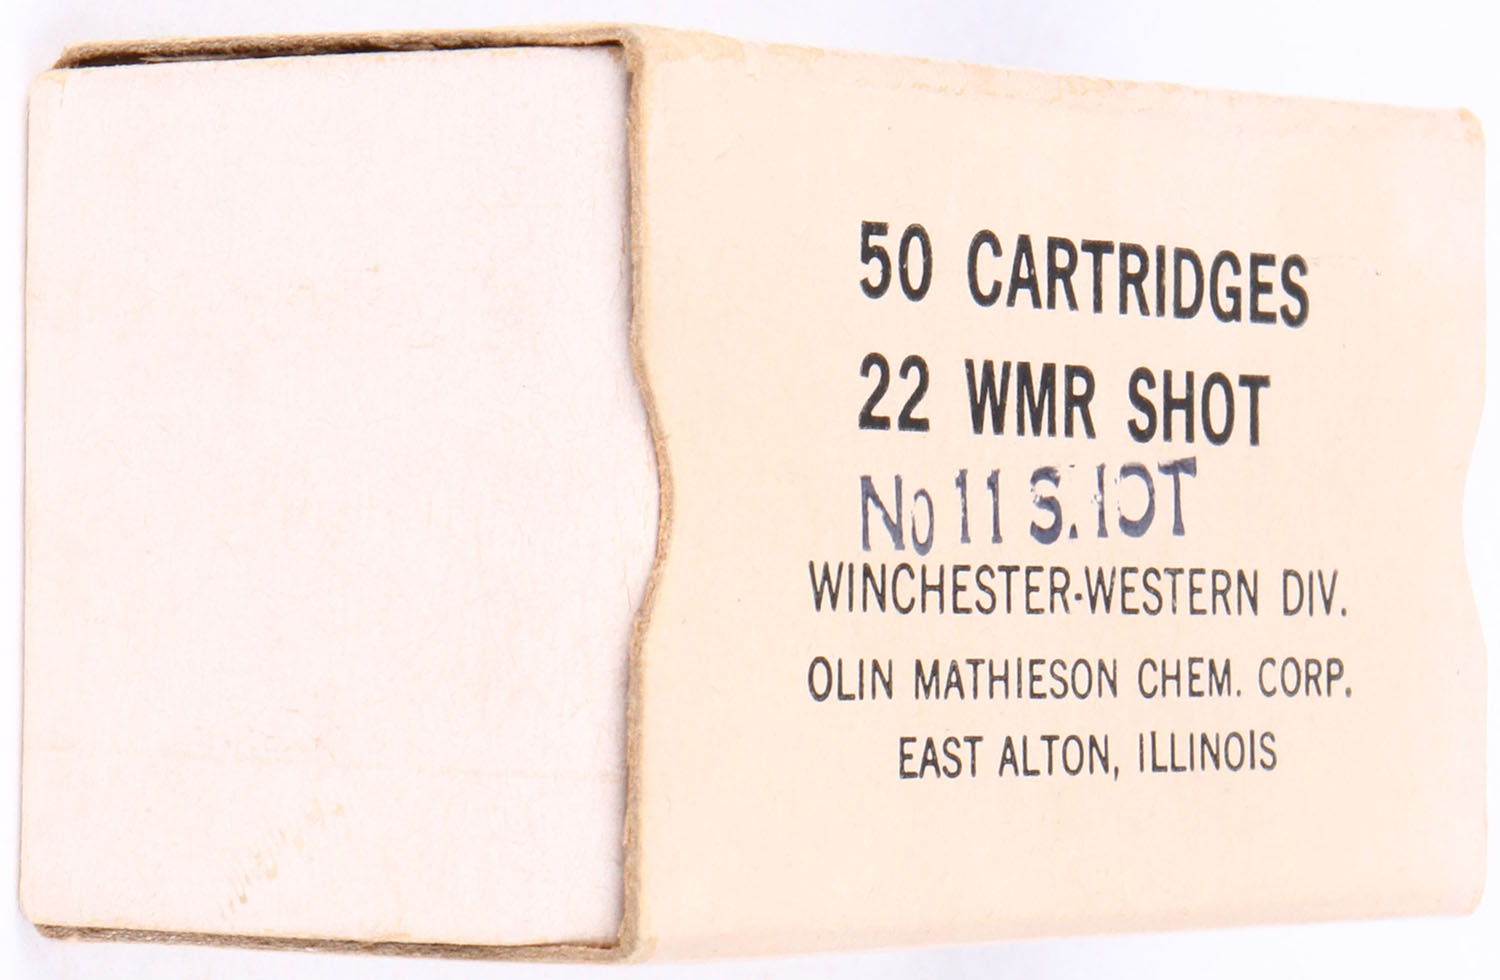 50 CARTRIDGES
22 WMR SHOT
No 11 SHOT
WINCHESTER-WESTERN DIV.
OLIN MATHIESON CHEM. CORP.
EAST ALTON, ILLINOIS